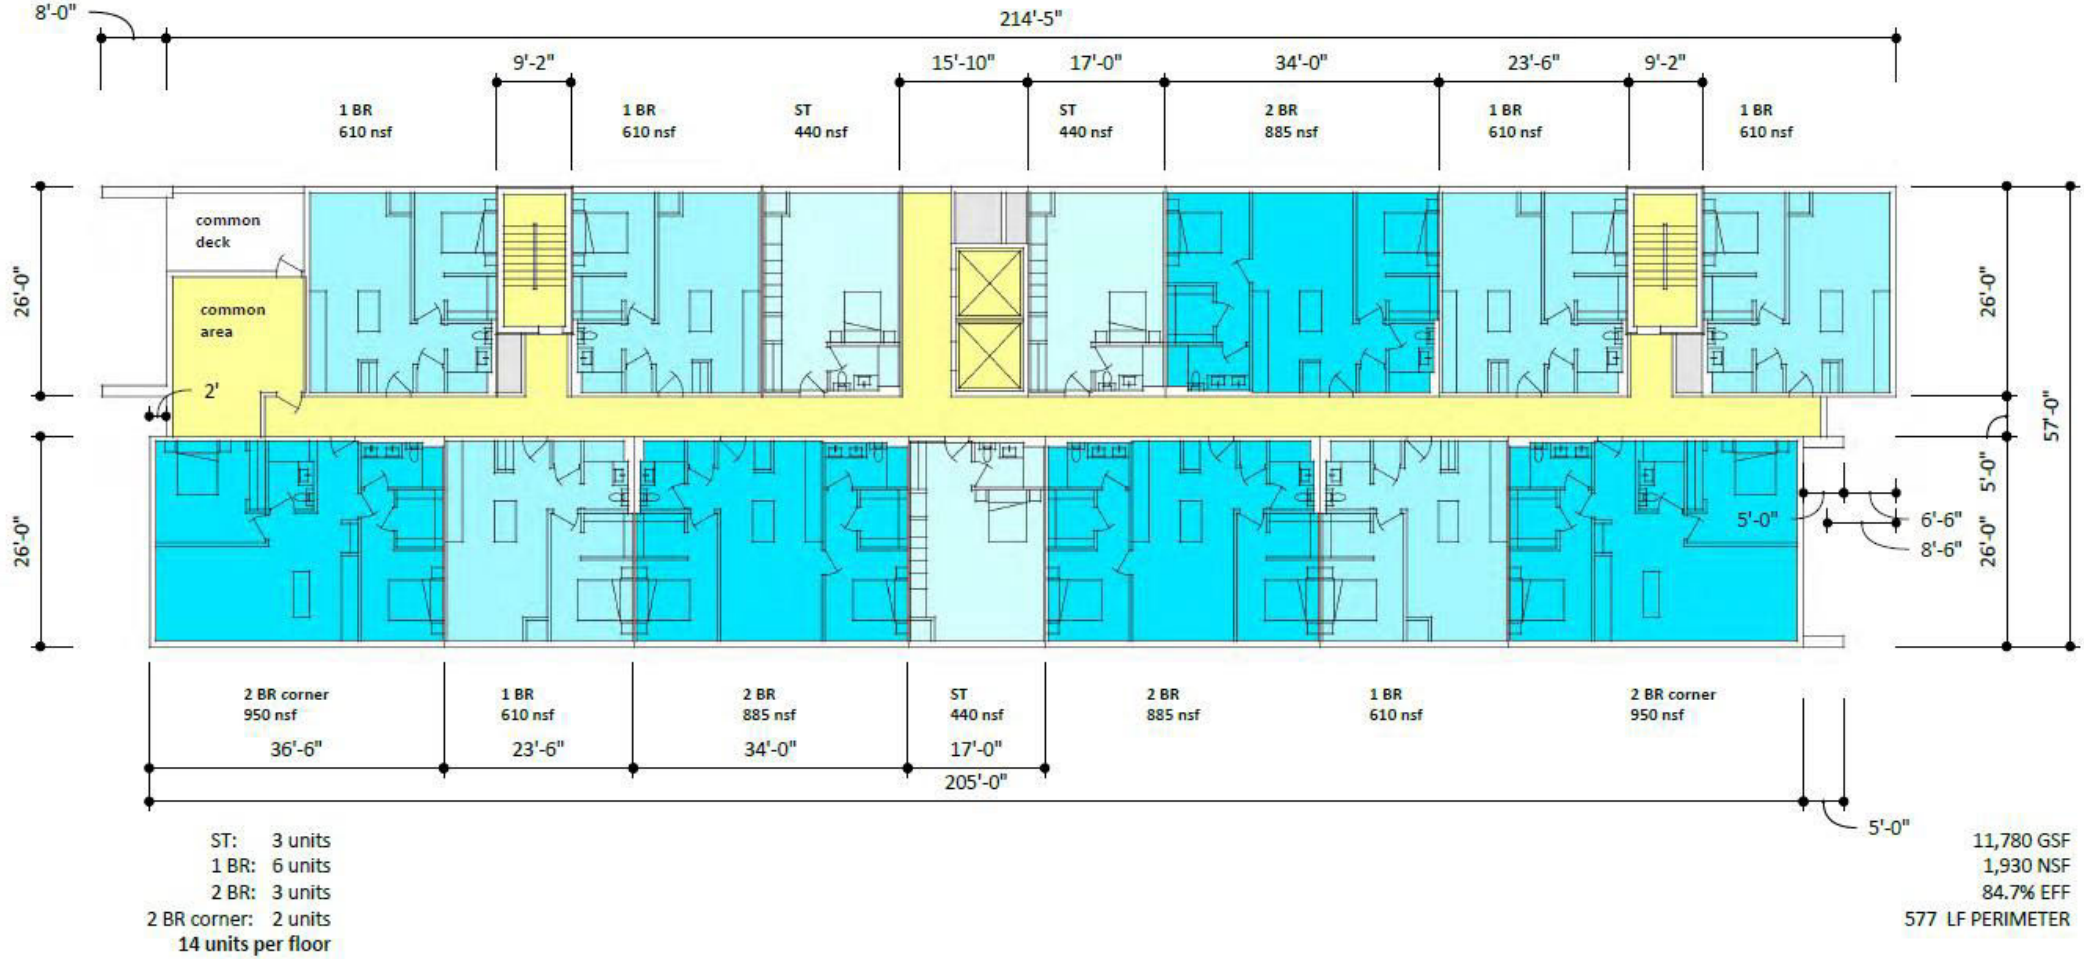 8'-0"
214'-5"
9'-2"
15'-10"
17'-0"
34'-0"
23'-6"
9'-2"
1 BR
610 nsf
1 BR
610 nsf
ST
440 nsf
ST
440 nsf
2 BR
885 nsf
1 BR
610 nsf
1 BR
610 nsf
common
deck
common
area
26'-0"
26'-0"
2'
57'-0"
5'-0"
26'-0"
26'-0"
5'-0"
6'-6"
8'-6"
2 BR corner
950 nsf
1 BR
610 nsf
2 BR
885 nsf
ST
440 nsf
2 BR
885 nsf
1 BR
610 nsf
2 BR corner
950 nsf
36'-6"
23'-6"
34'-0"
17'-0"
205'-0"
5'-0"
ST: 3 units
1 BR: 6 units
2 BR: 3 units
2 BR corner: 2 units
14 units per floor
11,780 GSF
1,930 NSF
84.7% EFF
577 LF PERIMETER